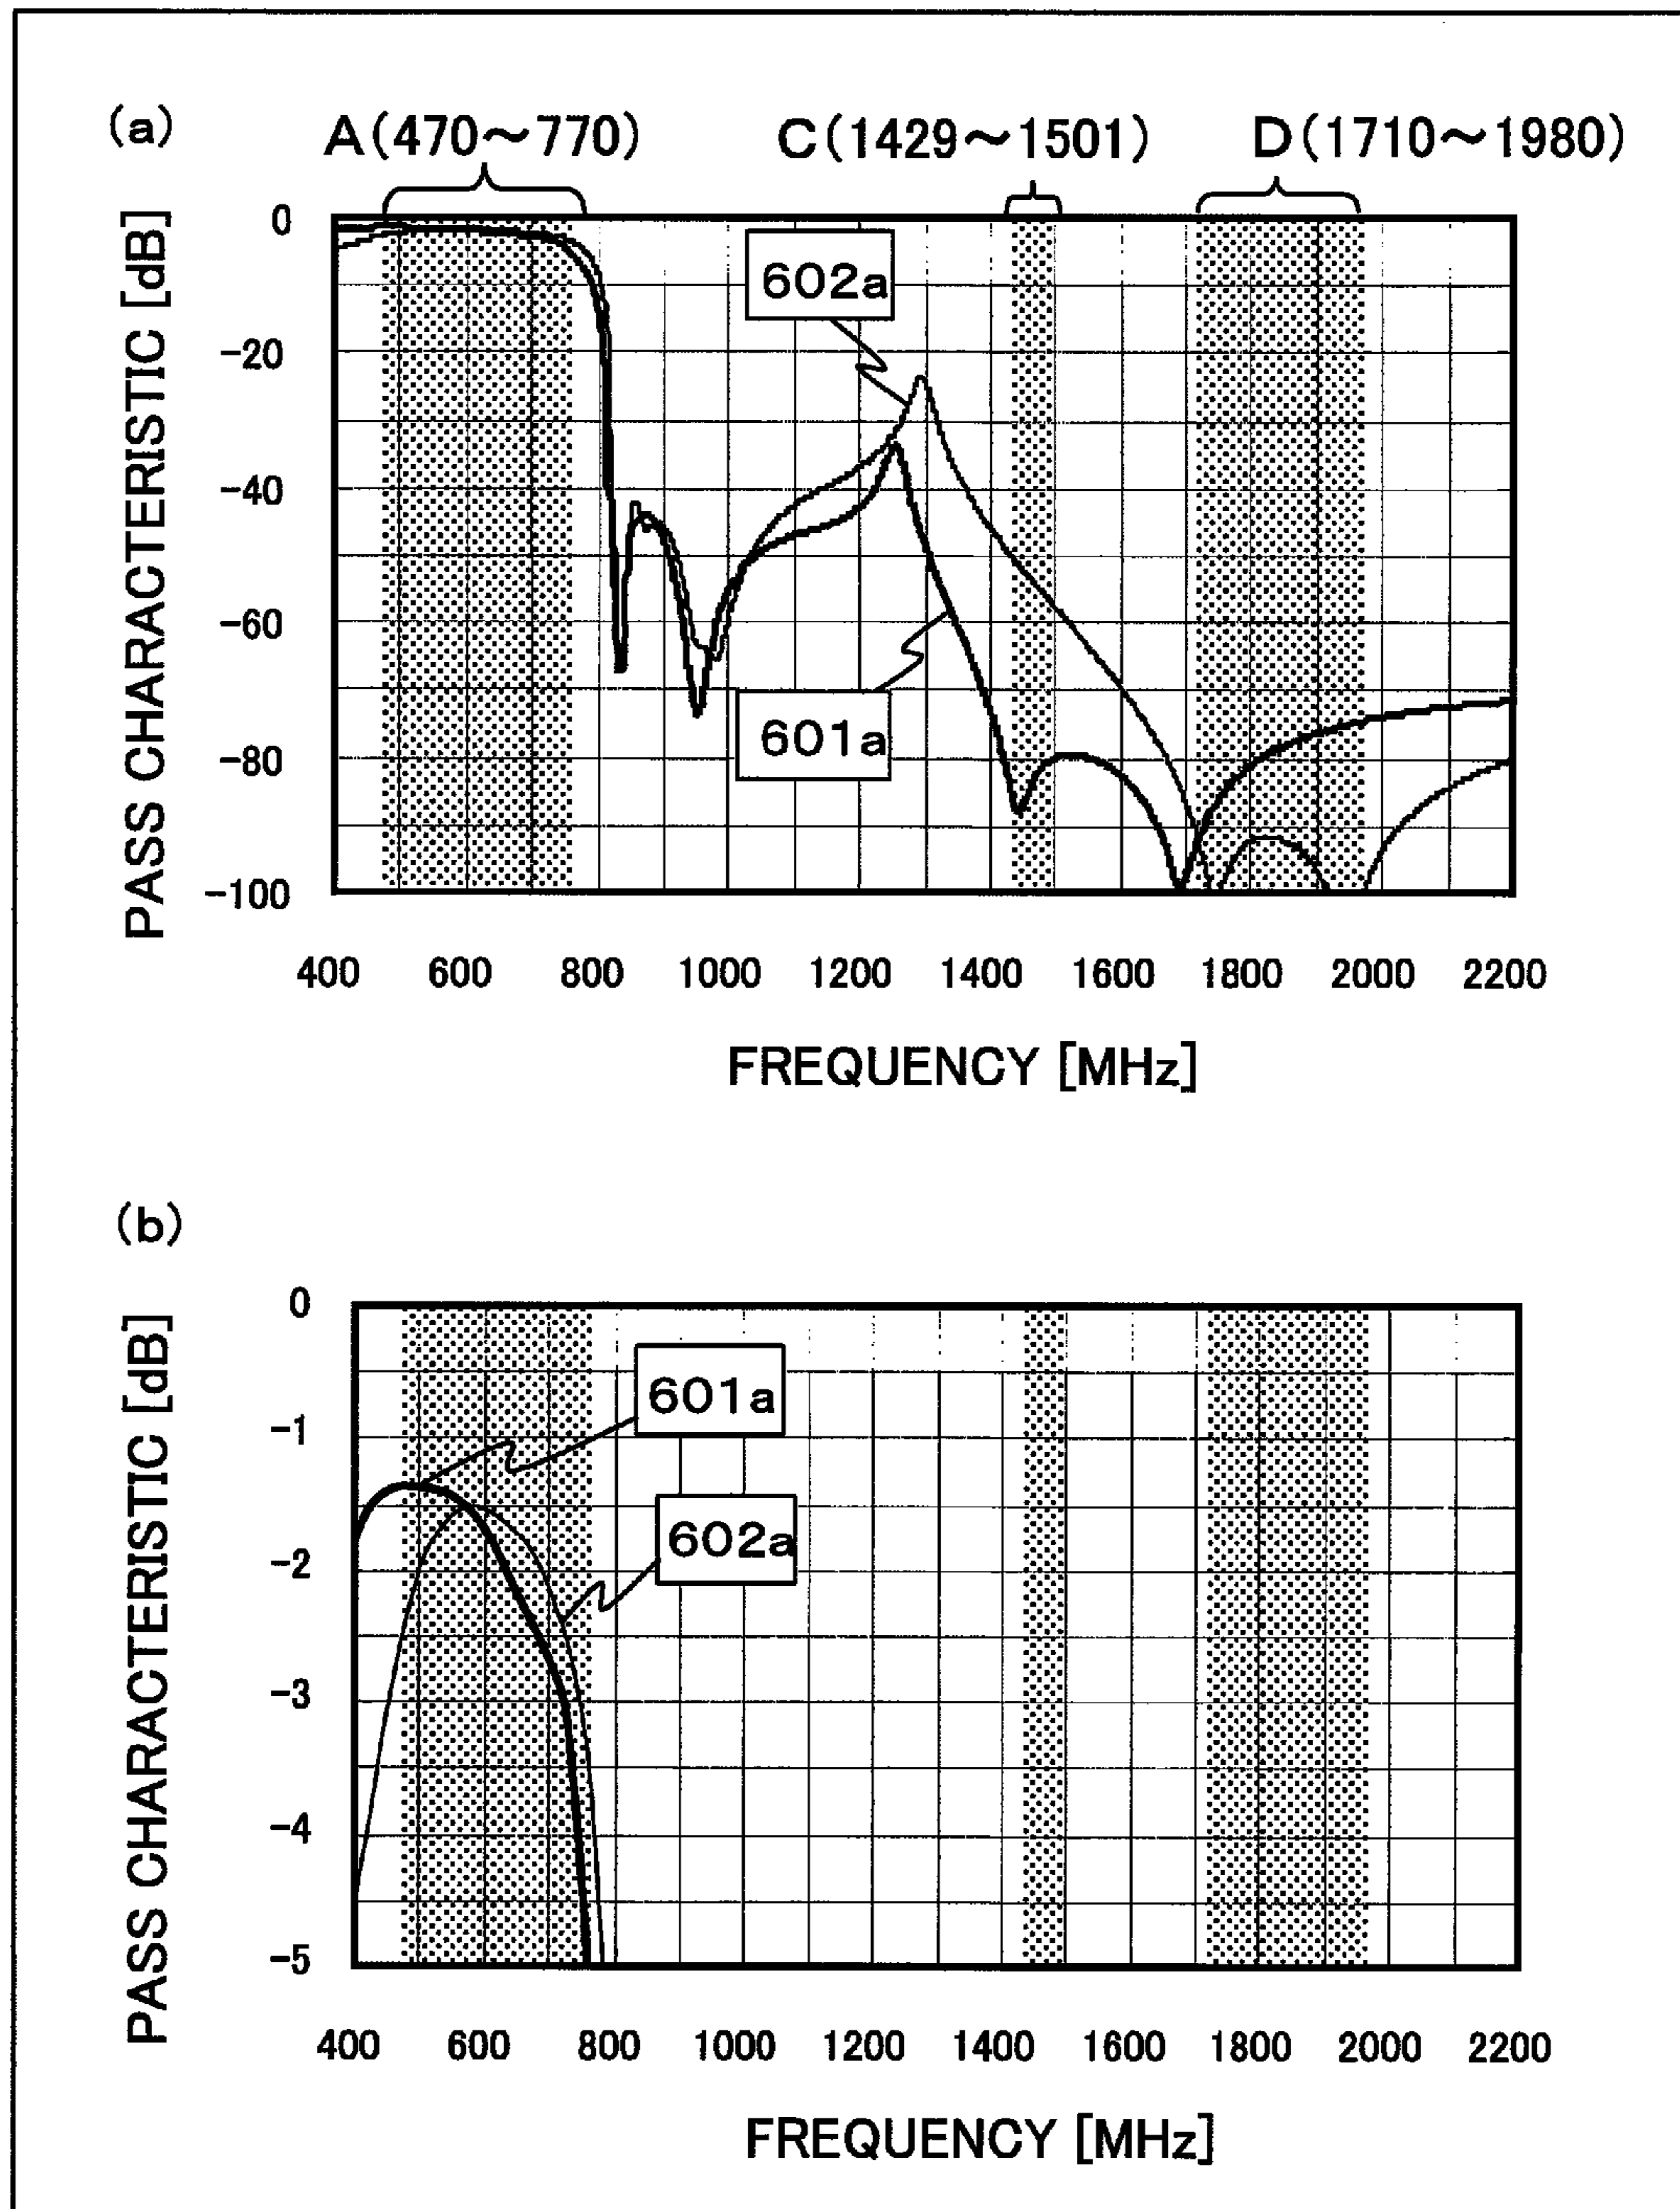 (a)
A(470～770) C(1429～1501) D(1710～1980)
PASS CHARACTERISTIC [dB]
0
-20
-40
-60
-80
-100
602a
601a
400 600 800 1000 1200 1400 1600 1800 2000 2200
FREQUENCY [MHz]
(b)
PASS CHARACTERISTIC [dB]
0
-1
-2
-3
-4
-5
601a
602a
400 600 800 1000 1200 1400 1600 1800 2000 2200
FREQUENCY [MHz]